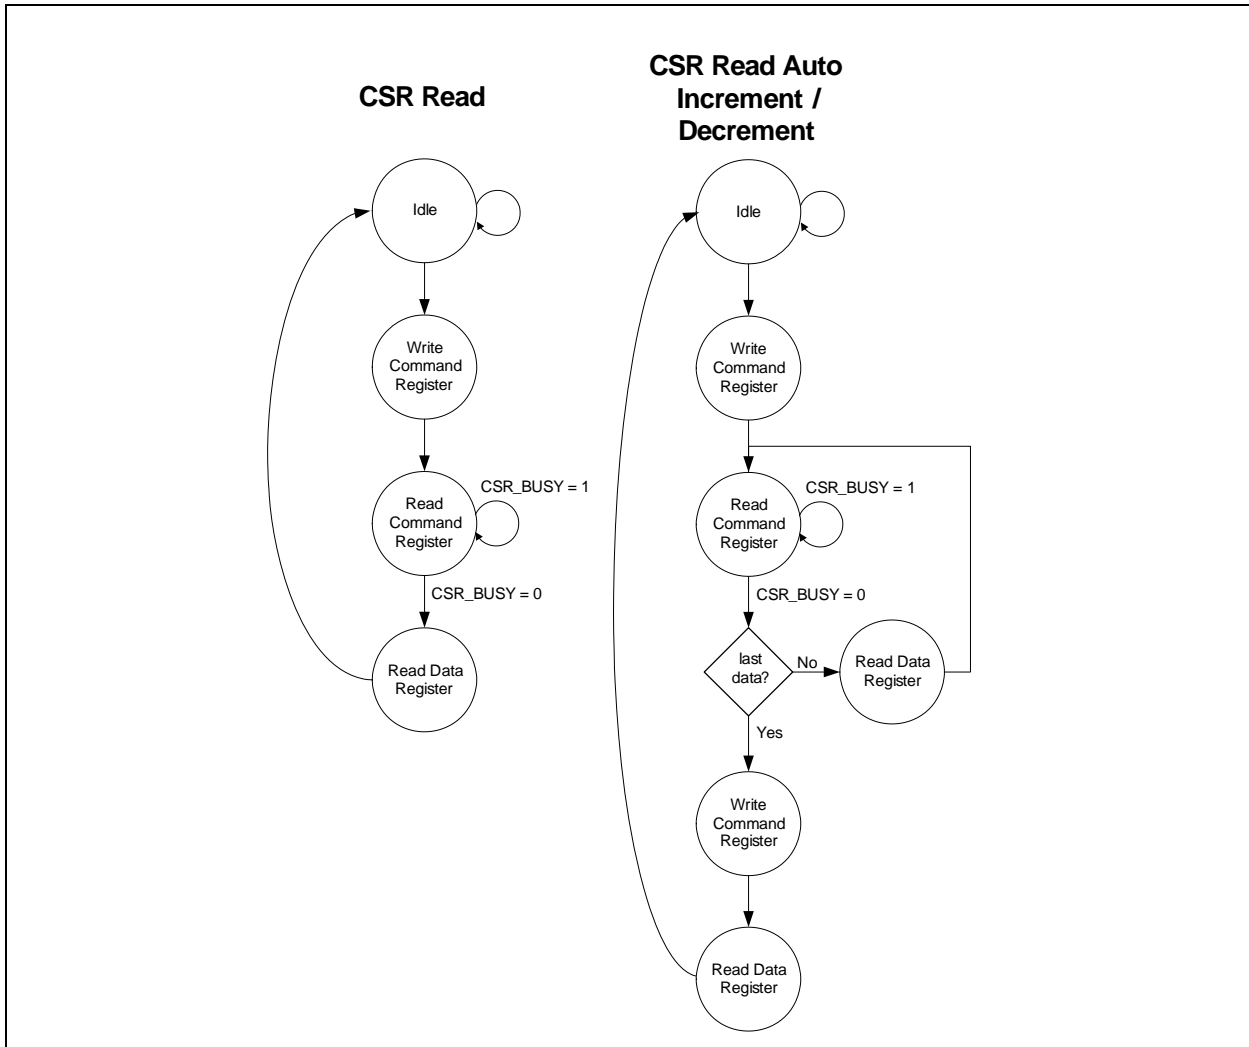 CSR Read
Idle
Write
Command
Register
Read
Command
Register
CSR_BUSY = 1
CSR_BUSY = 0
Read Data
Register
CSR Read Auto
Increment /
Decrement
Idle
Write
Command
Register
Read
Command
Register
CSR_BUSY = 1
CSR_BUSY = 0
last
data?
No
Read Data
Register
Yes
Write
Command
Register
Read Data
Register